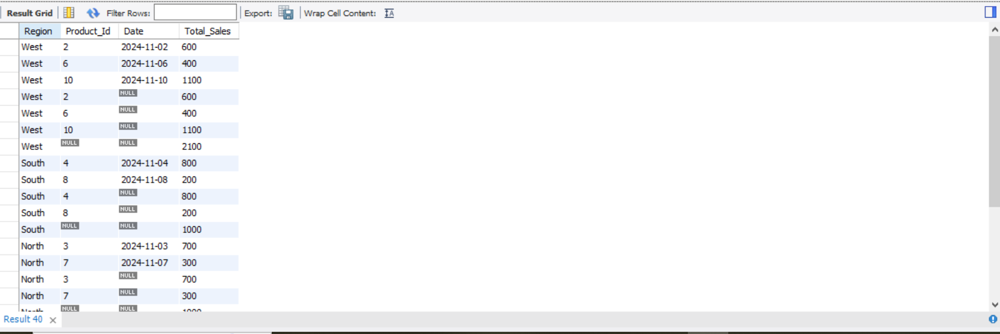 Result Grid Filter Rows: Export: Wrap Cell Content: IA
Region Product_Id Date Total_Sales
West 2 2024-11-02 600
West 6 2024-11-06 400
West 10 2024-11-10 1100
West 2 NULL 600
West 6 NULL 400
West 10 NULL 1100
West NULL NULL 2100
South 4 2024-11-04 800
South 8 2024-11-08 200
South 4 NULL 800
South 8 NULL 200
South NULL NULL 1000
North 3 2024-11-03 700
North 7 2024-11-07 300
North 3 NULL 700
North 7 NULL 300
North NULL NULL 1000
Result 40